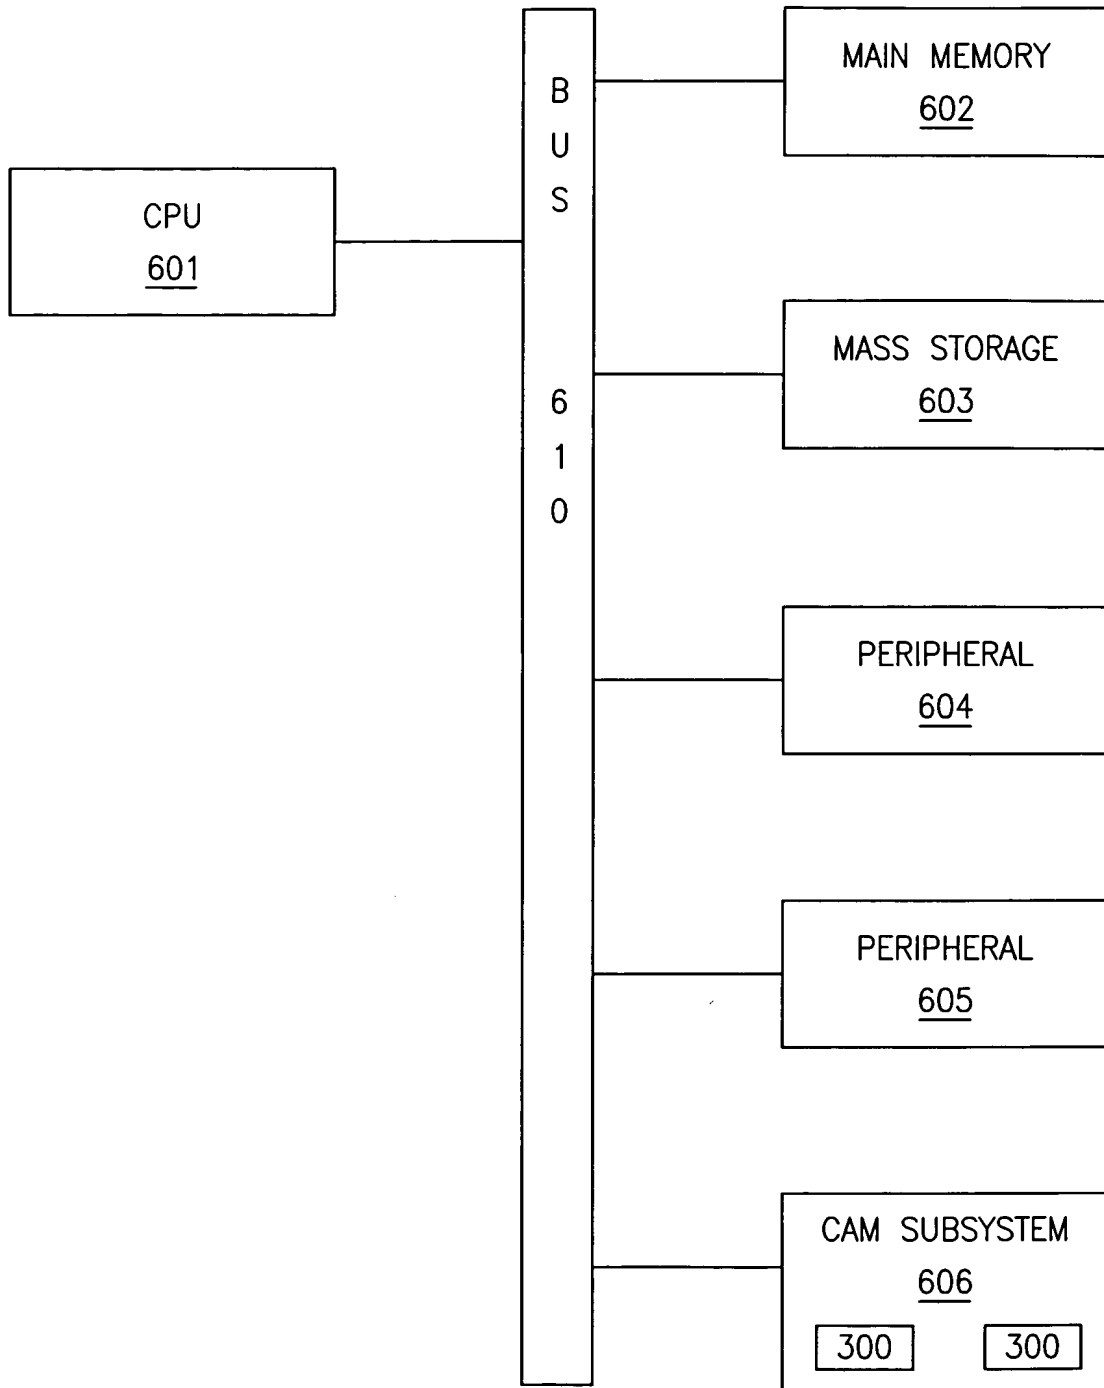 CPU
601
B
U
S
6
1
0
MAIN MEMORY
602
MASS STORAGE
603
PERIPHERAL
604
PERIPHERAL
605
CAM SUBSYSTEM
606
300 300